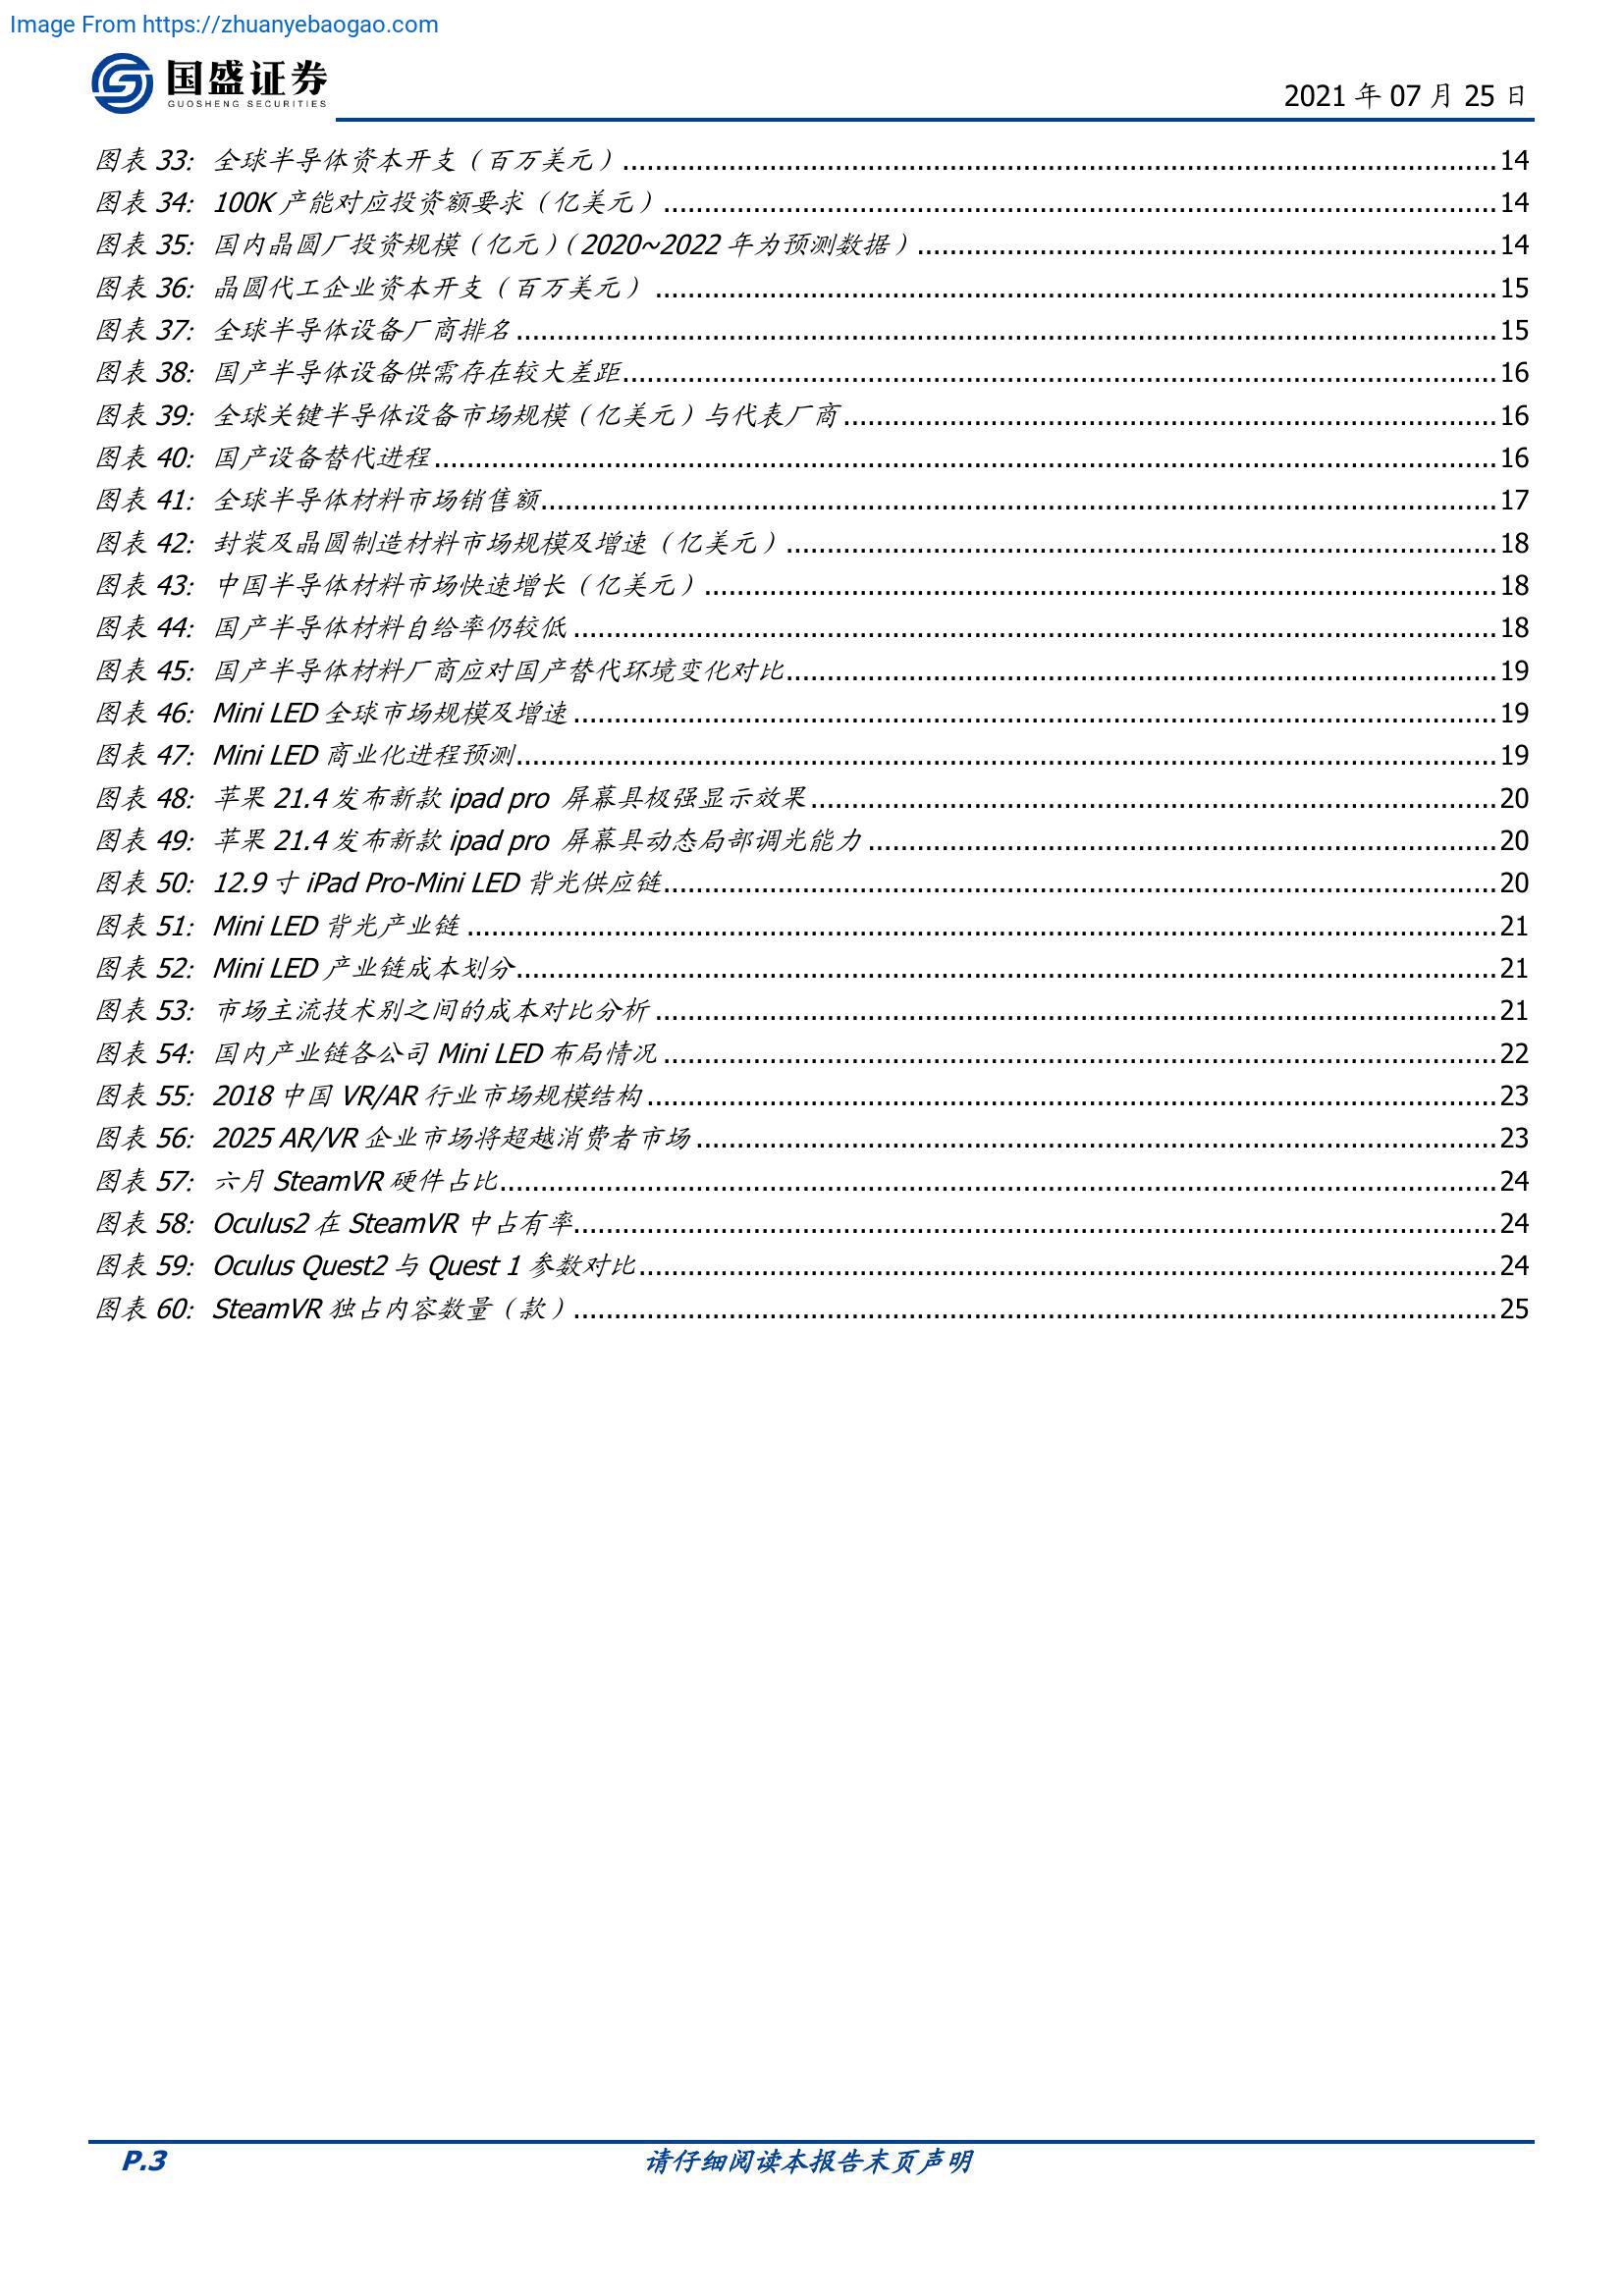 Image From https://zhuanyebaogao.com
国盛证券
GUOSHENG SECURITIES
2021 年 07 月 25 日
图表 33: 全球半导体资本开支（百万美元）..........14
图表 34: 100K 产能对应投资额要求（亿美元）..........14
图表 35: 国内晶圆厂投资规模（亿元）（2020~2022 年为预测数据）..........14
图表 36: 晶圆代工企业资本开支（百万美元）..........15
图表 37: 全球半导体设备厂商排名..........15
图表 38: 国产半导体设备供需存在较大差距..........16
图表 39: 全球关键半导体设备市场规模（亿美元）与代表厂商..........16
图表 40: 国产设备替代进程..........16
图表 41: 全球半导体材料市场销售额..........17
图表 42: 封装及晶圆制造材料市场规模及增速（亿美元）..........18
图表 43: 中国半导体材料市场快速增长（亿美元）..........18
图表 44: 国产半导体材料自给率仍较低..........18
图表 45: 国产半导体材料厂商应对国产替代环境变化对比..........19
图表 46: Mini LED 全球市场规模及增速..........19
图表 47: Mini LED 商业化进程预测..........19
图表 48: 苹果 21.4 发布新款 ipad pro 屏幕具极强显示效果..........20
图表 49: 苹果 21.4 发布新款 ipad pro 屏幕具动态局部调光能力..........20
图表 50: 12.9 寸 iPad Pro-Mini LED 背光供应链..........20
图表 51: Mini LED 背光产业链..........21
图表 52: Mini LED 产业链成本划分..........21
图表 53: 市场主流技术别之间的成本对比分析..........21
图表 54: 国内产业链各公司 Mini LED 布局情况..........22
图表 55: 2018 中国 VR/AR 行业市场规模结构..........23
图表 56: 2025 AR/VR 企业市场将超越消费者市场..........23
图表 57: 六月 SteamVR 硬件占比..........24
图表 58: Oculus2 在 SteamVR 中占有率..........24
图表 59: Oculus Quest2 与 Quest 1 参数对比..........24
图表 60: SteamVR 独占内容数量（款）..........25
P.3
请仔细阅读本报告末页声明